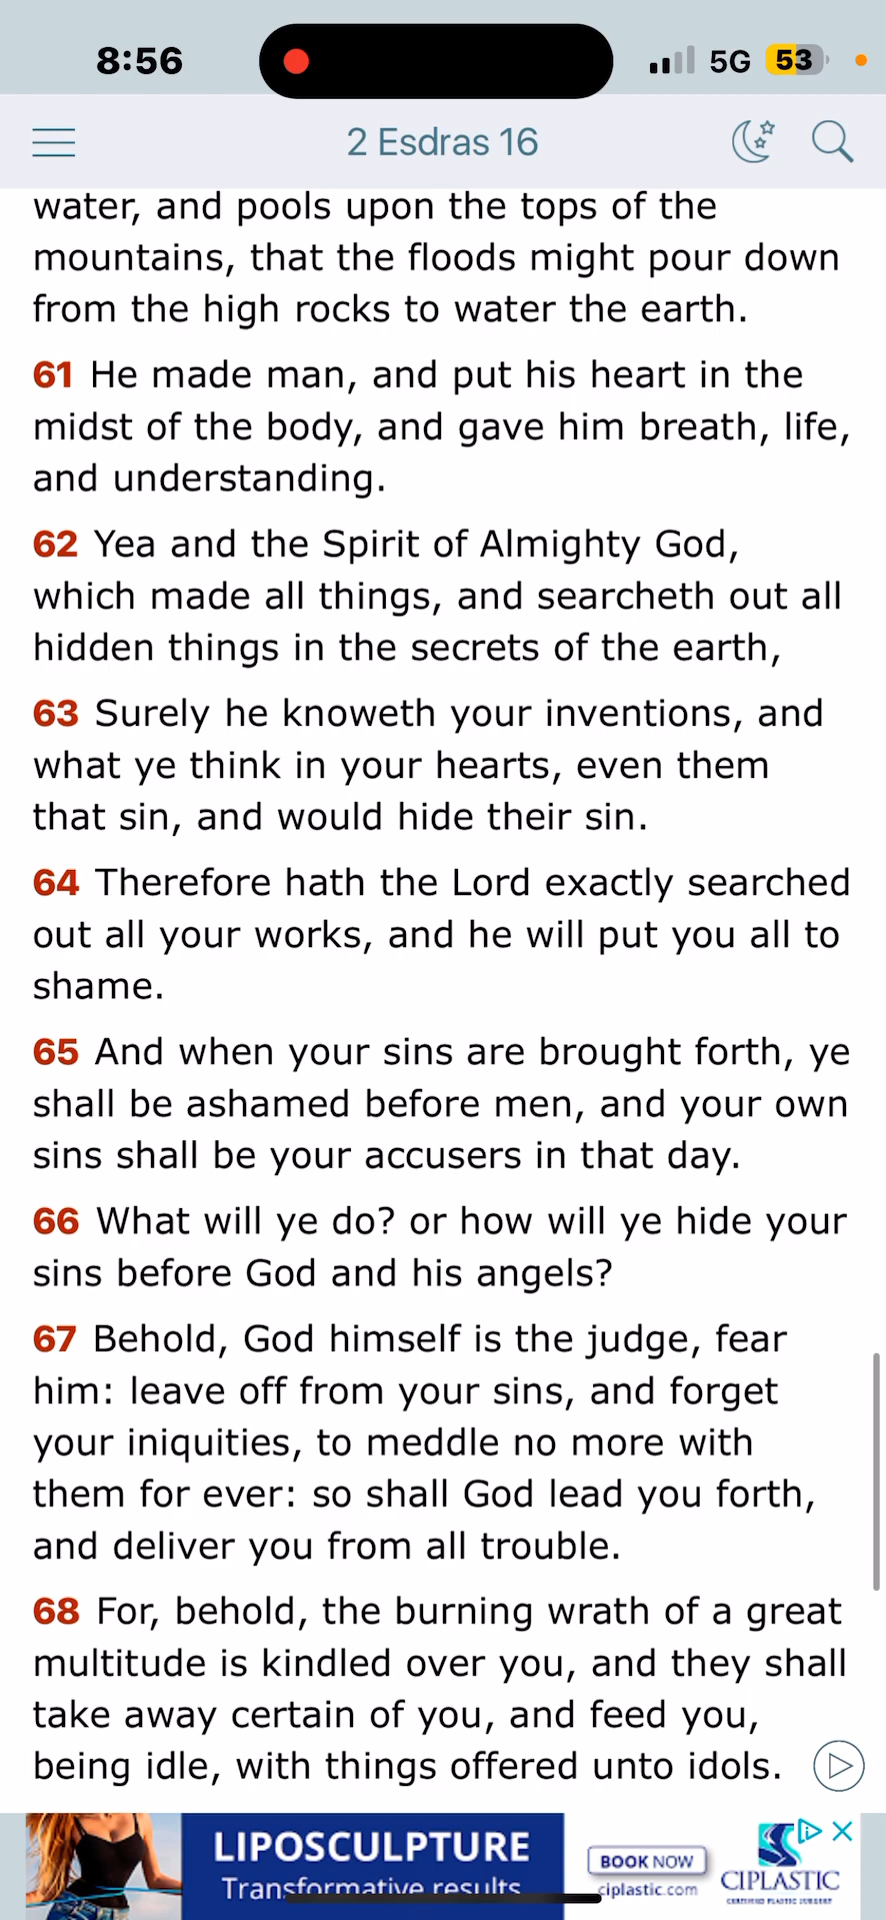 8:56
5G
53
2 Esdras 16
water, and pools upon the tops of the
mountains, that the floods might pour down
from the high rocks to water the earth.
61 He made man, and put his heart in the
midst of the body, and gave him breath, life,
and understanding.
62 Yea and the Spirit of Almighty God,
which made all things, and searcheth out all
hidden things in the secrets of the earth,
63 Surely he knoweth your inventions, and
what ye think in your hearts, even them
that sin, and would hide their sin.
64 Therefore hath the Lord exactly searched
out all your works, and he will put you all to
shame.
65 And when your sins are brought forth, ye
shall be ashamed before men, and your own
sins shall be your accusers in that day.
66 What will ye do? or how will ye hide your
sins before God and his angels?
67 Behold, God himself is the judge, fear
him: leave off from your sins, and forget
your iniquities, to meddle no more with
them for ever: so shall God lead you forth,
and deliver you from all trouble.
68 For, behold, the burning wrath of a great
multitude is kindled over you, and they shall
take away certain of you, and feed you,
being idle, with things offered unto idols.
LIPOSCULPTURE
Transformative results
BOOK NOW
ciplastic.com
CIPLASTIC
CERTIFIED PLASTIC SURGERY